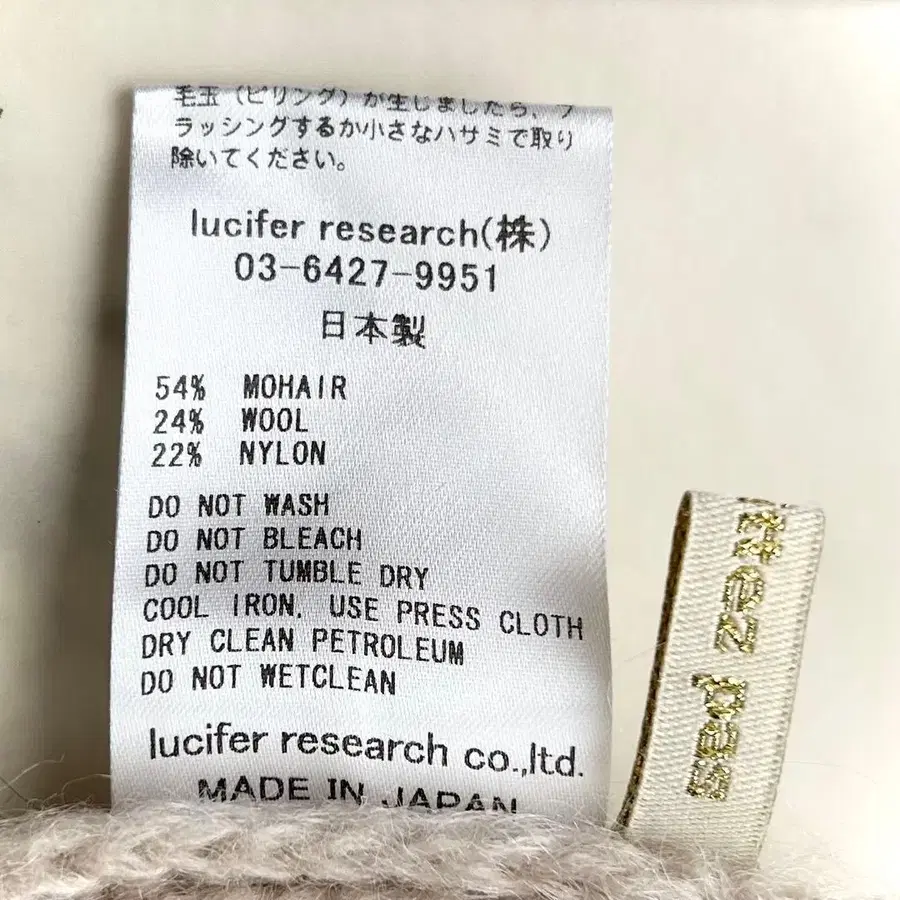 毛玉（ピリング）が生じましたら、ブ
ラッシングするか小さなハサミで取り
除いてください。
lucifer research(株)
03-6427-9951
日本製
54% MOHAIR
24% WOOL
22% NYLON
DO NOT WASH
DO NOT BLEACH
DO NOT TUMBLE DRY
COOL IRON. USE PRESS CLOTH
DRY CLEAN PETROLEUM
DO NOT WETCLEAN
lucifer research co.,ltd.
MADE IN JAPAN
ttez pas